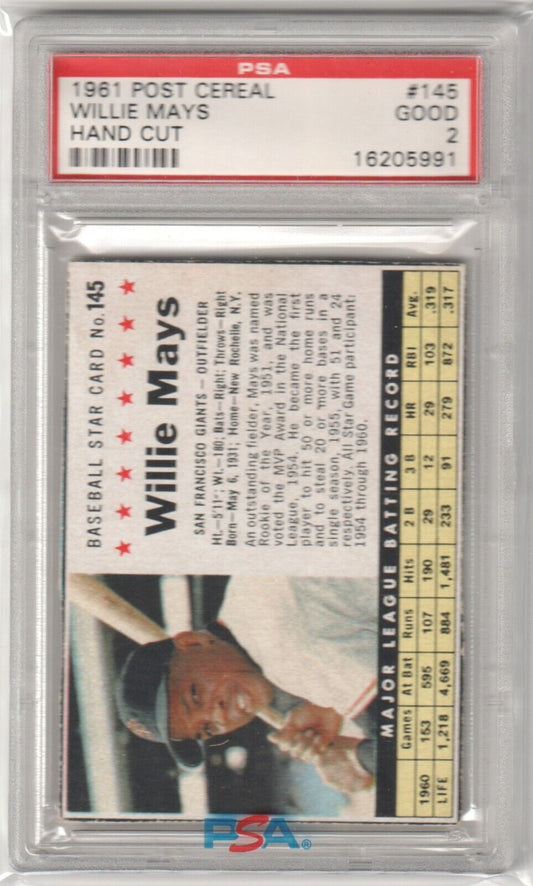 PSA
1961 POST CEREAL #145
WILLIE MAYS GOOD
HAND CUT 2
16205991
BASEBALL STAR CARD No. 145
Willie Mays
SAN FRANCISCO GIANTS – OUTFIELDER
Ht.–5'11"; Wt.–180; Bats–Right; Throws–Right
Born–May 6, 1931; Home–New Rochelle, N.Y.
An outstanding fielder, Mays was named
Rookie of the Year, 1951, and was
voted the MVP Award in the National
League, 1954. He became the first
player to hit 50 or more home runs
and to steal 20 or more bases in a
single season, 1955, with 51 and 24
respectively. All Star Game participant:
1954 through 1960.
MAJOR LEAGUE BATTING RECORD
Games At Bat Runs Hits 2 B 3 B HR RBI Avg.
1960 153 595 107 190 29 12 29 103 .319
LIFE 1,218 4,669 884 1,481 233 91 279 872 .317
PSA®